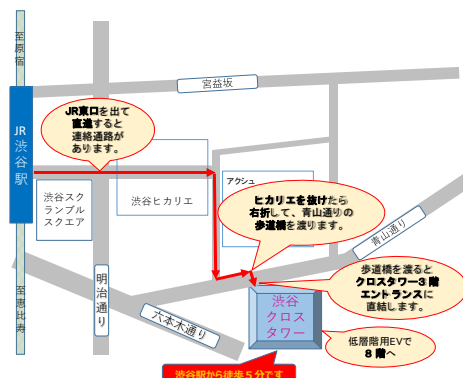 至原宿
宮益坂
JR東口を出て
直進すると
連絡通路が
あります。
JR
渋谷駅
アクシュ
渋谷スク
ランブル
スクエア
渋谷ヒカリエ
ヒカリエを抜けたら
右折して、青山通りの
歩道橋を渡ります。
青山通り
至恵比寿
明治通り
六本木通り
渋谷
クロス
タワー
歩道橋を渡ると
クロスタワー3 階
エントランスに
直結します。
低層階用EVで
8 階へ
渋谷駅から徒歩５分です